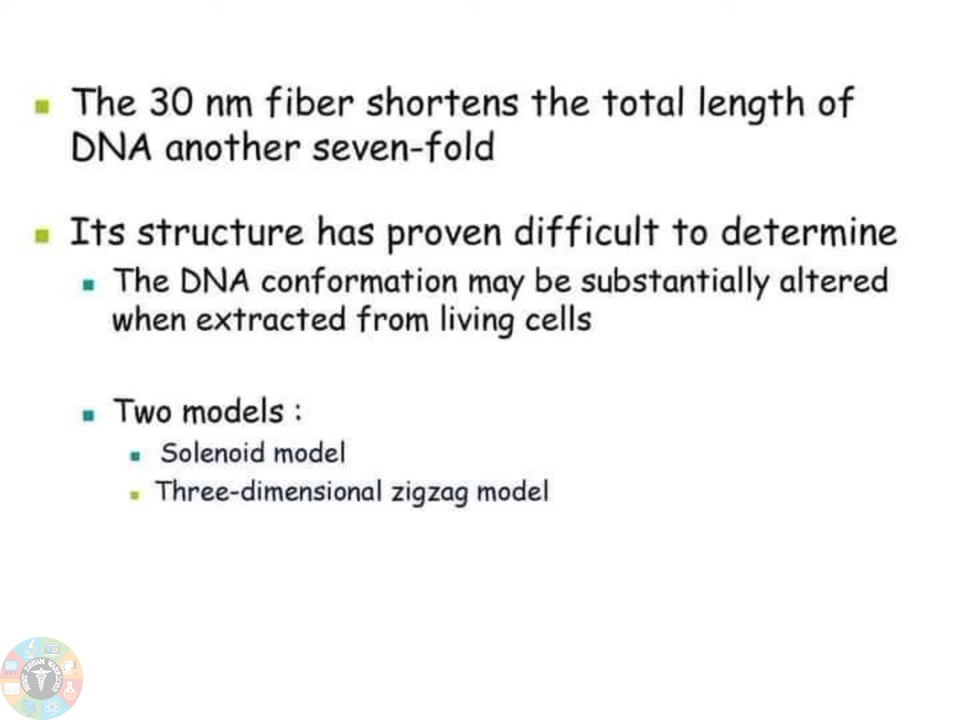 The 30 nm fiber shortens the total length of
DNA another seven-fold
Its structure has proven difficult to determine
The DNA conformation may be substantially altered
when extracted from living cells
Two models :
Solenoid model
Three-dimensional zigzag model